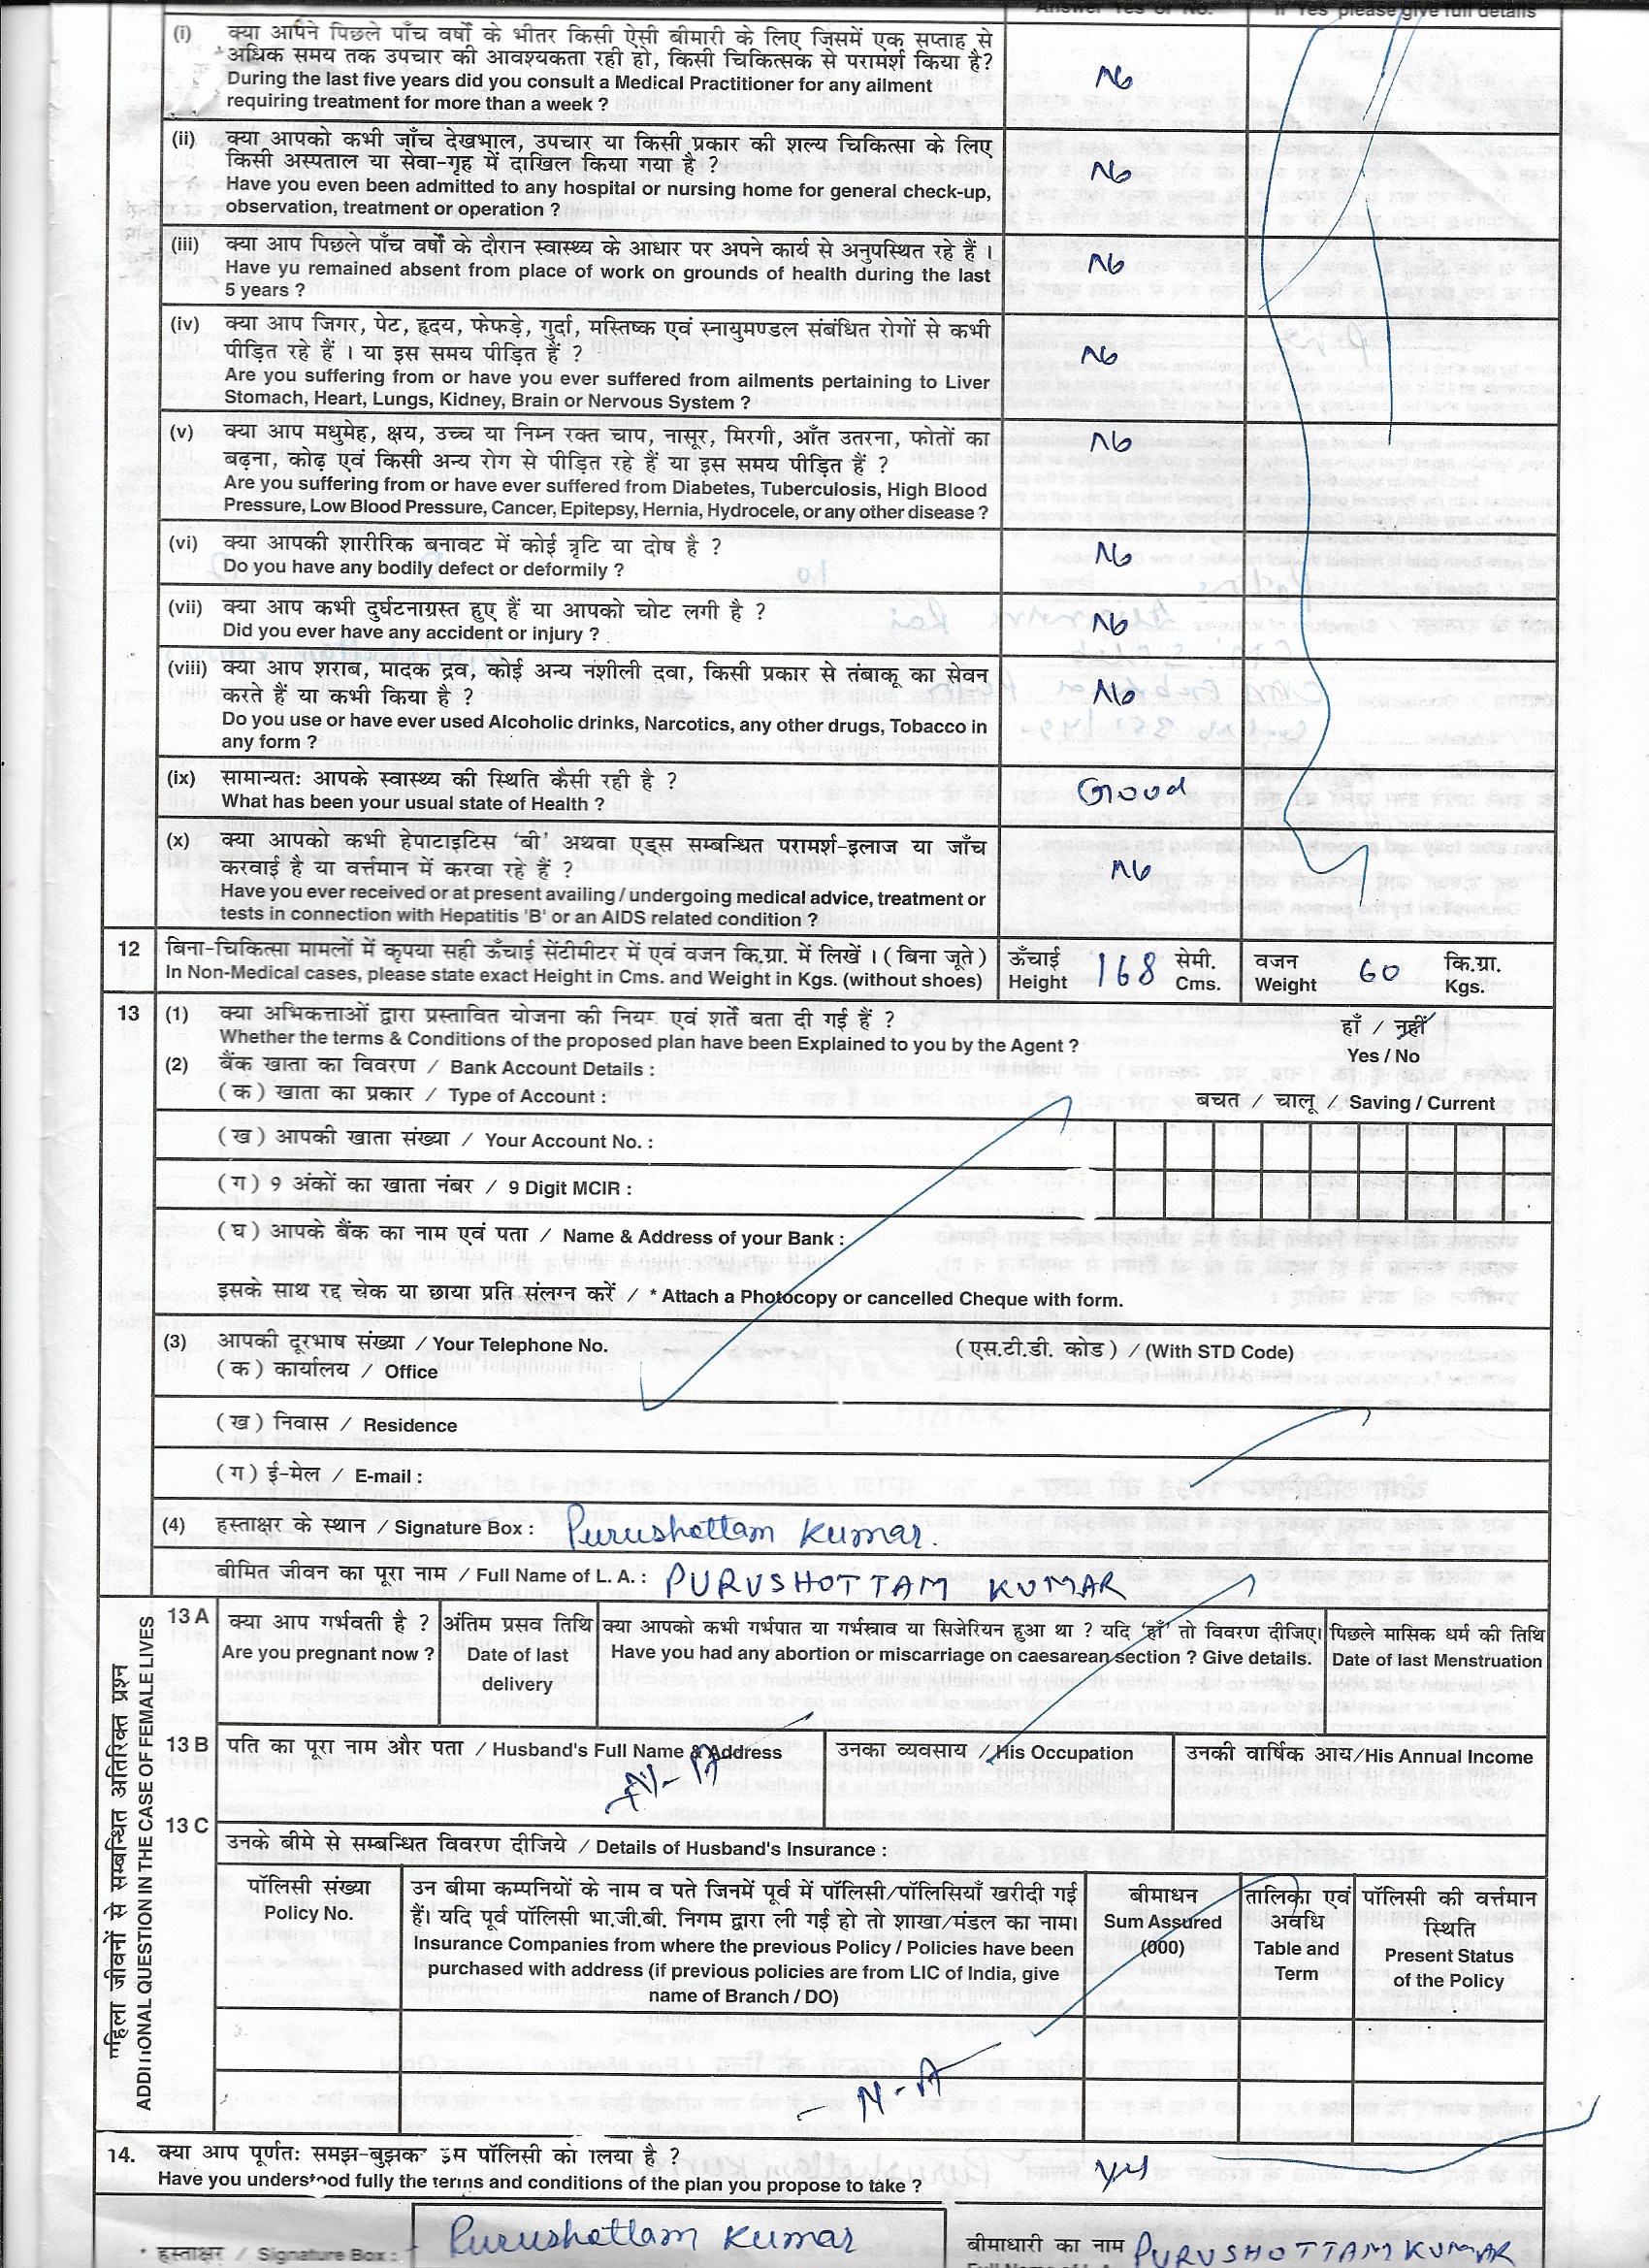 Answer Yes or No. If 'Yes' please give full details
(i) क्या आपने पिछले पाँच वर्षों के भीतर किसी ऐसी बीमारी के लिए जिसमें एक सप्ताह से
अधिक समय तक उपचार की आवश्यकता रही हो, किसी चिकित्सक से परामर्श किया है?
During the last five years did you consult a Medical Practitioner for any ailment
requiring treatment for more than a week ?
No
(ii) क्या आपको कभी जाँच देखभाल, उपचार या किसी प्रकार की शल्य चिकित्सा के लिए
किसी अस्पताल या सेवा-गृह में दाखिल किया गया है ?
Have you even been admitted to any hospital or nursing home for general check-up,
observation, treatment or operation ?
No
(iii) क्या आप पिछले पाँच वर्षों के दौरान स्वास्थ्य के आधार पर अपने कार्य से अनुपस्थित रहे हैं ।
Have yu remained absent from place of work on grounds of health during the last
5 years ?
No
(iv) क्या आप जिगर, पेट, हृदय, फेफड़े, गुर्दा, मस्तिष्क एवं स्नायुमण्डल संबंधित रोगों से कभी
पीड़ित रहे हैं । या इस समय पीड़ित हैं ?
Are you suffering from or have you ever suffered from ailments pertaining to Liver
Stomach, Heart, Lungs, Kidney, Brain or Nervous System ?
No
(v) क्या आप मधुमेह, क्षय, उच्च या निम्न रक्त चाप, नासूर, मिरगी, आँत उतरना, फोतों का
बढ़ना, कोढ़ एवं किसी अन्य रोग से पीड़ित रहे हैं या इस समय पीड़ित हैं ?
Are you suffering from or have ever suffered from Diabetes, Tuberculosis, High Blood
Pressure, Low Blood Pressure, Cancer, Epitepsy, Hernia, Hydrocele, or any other disease ?
No
(vi) क्या आपकी शारीरिक बनावट में कोई त्रृटि या दोष है ?
Do you have any bodily defect or deformily ?
No
(vii) क्या आप कभी दुर्घटनाग्रस्त हुए हैं या आपको चोट लगी है ?
Did you ever have any accident or injury ?
No
(viii) क्या आप शराब, मादक द्रव, कोई अन्य नशीली दवा, किसी प्रकार से तंबाकू का सेवन
करते हैं या कभी किया है ?
Do you use or have ever used Alcoholic drinks, Narcotics, any other drugs, Tobacco in
any form ?
No
(ix) सामान्यतः आपके स्वास्थ्य की स्थिति कैसी रही है ?
What has been your usual state of Health ?
Good
(x) क्या आपको कभी हेपाटाइटिस 'बी' अथवा एड्स सम्बन्धित परामर्श-इलाज या जाँच
करवाई है या वर्त्तमान में करवा रहे हैं ?
Have you ever received or at present availing / undergoing medical advice, treatment or
tests in connection with Hepatitis 'B' or an AIDS related condition ?
No
12 बिना-चिकित्सा मामलों में कृपया सही ऊँचाई सेंटीमीटर में एवं वजन कि.ग्रा. में लिखें । ( बिना जूते )
In Non-Medical cases, please state exact Height in Cms. and Weight in Kgs. (without shoes)
ऊँचाई 168 सेमी. वजन 60 कि.ग्रा.
Height Cms. Weight Kgs.
13 (1) क्या अभिकर्त्ताओं द्वारा प्रस्तावित योजना की नियम एवं शर्तें बता दी गई हैं ?
हाँ / नहीं
Whether the terms & Conditions of the proposed plan have been Explained to you by the Agent ?
Yes / No
(2) बैंक खाता का विवरण / Bank Account Details :
( क ) खाता का प्रकार / Type of Account :
बचत / चालू / Saving / Current
( ख ) आपकी खाता संख्या / Your Account No. :
( ग ) 9 अंकों का खाता नंबर / 9 Digit MCIR :
( घ ) आपके बैंक का नाम एवं पता / Name & Address of your Bank :
इसके साथ रद्द चेक या छाया प्रति संलग्न करें / * Attach a Photocopy or cancelled Cheque with form.
(3) आपकी दूरभाष संख्या / Your Telephone No. ( एस.टी.डी. कोड ) / (With STD Code)
( क ) कार्यालय / Office
( ख ) निवास / Residence
( ग ) ई-मेल / E-mail :
(4) हस्ताक्षर के स्थान / Signature Box : Purushottam Kumar.
बीमित जीवन का पूरा नाम / Full Name of L. A. : PURUSHOTTAM KUMAR
महिला जीवनों से सम्बन्धित अतिरिक्त प्रश्न
ADDITIONAL QUESTION IN THE CASE OF FEMALE LIVES
13 A क्या आप गर्भवती है ? अंतिम प्रसव तिथि क्या आपको कभी गर्भपात या गर्भस्राव या सिजेरियन हुआ था ? यदि 'हाँ' तो विवरण दीजिए। पिछले मासिक धर्म की तिथि
Are you pregnant now ? Date of last Have you had any abortion or miscarriage on caesarean section ? Give details. Date of last Menstruation
delivery
13 B पति का पूरा नाम और पता / Husband's Full Name & Address उनका व्यवसाय / His Occupation उनकी वार्षिक आय/His Annual Income
N-A
13 C
उनके बीमे से सम्बन्धित विवरण दीजिये / Details of Husband's Insurance :
पॉलिसी संख्या
Policy No.
उन बीमा कम्पनियों के नाम व पते जिनमें पूर्व में पॉलिसी/पॉलिसियाँ खरीदी गई
हैं। यदि पूर्व पॉलिसी भा.जी.बी. निगम द्वारा ली गई हो तो शाखा/मंडल का नाम।
Insurance Companies from where the previous Policy / Policies have been
purchased with address (if previous policies are from LIC of India, give
name of Branch / DO)
बीमाधन
Sum Assured
(000)
तालिका एवं
अवधि
Table and
Term
पॉलिसी की वर्त्तमान
स्थिति
Present Status
of the Policy
N-A
14. क्या आप पूर्णतः समझ-बुझकर इस पॉलिसी को लिया है ?
Have you understood fully the terms and conditions of the plan you propose to take ?
Yes
* हस्ताक्षर / Signature Box : Purushottam Kumar
बीमाधारी का नाम PURUSHOTTAM KUMAR